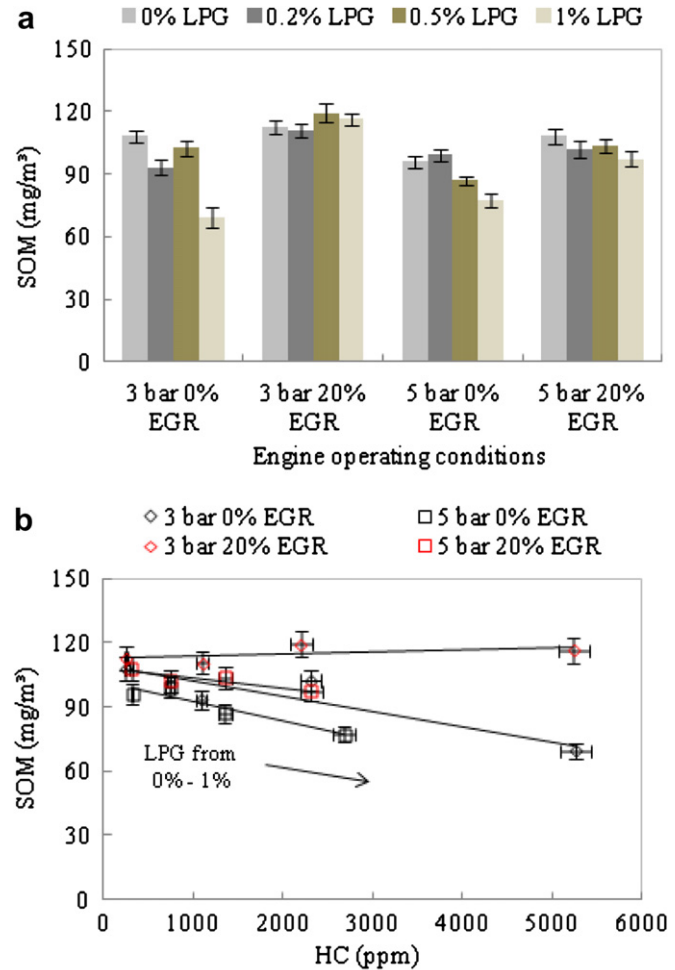 a
0% LPG 0.2% LPG 0.5% LPG 1% LPG
150
120
90
60
30
0
SOM (mg/m³)
3 bar 0% EGR
3 bar 20% EGR
5 bar 0% EGR
5 bar 20% EGR
Engine operating conditions
b
3 bar 0% EGR 5 bar 0% EGR
3 bar 20% EGR 5 bar 20% EGR
150
120
90
60
30
0
SOM (mg/m³)
LPG from
0% - 1%
0 1000 2000 3000 4000 5000 6000
HC (ppm)